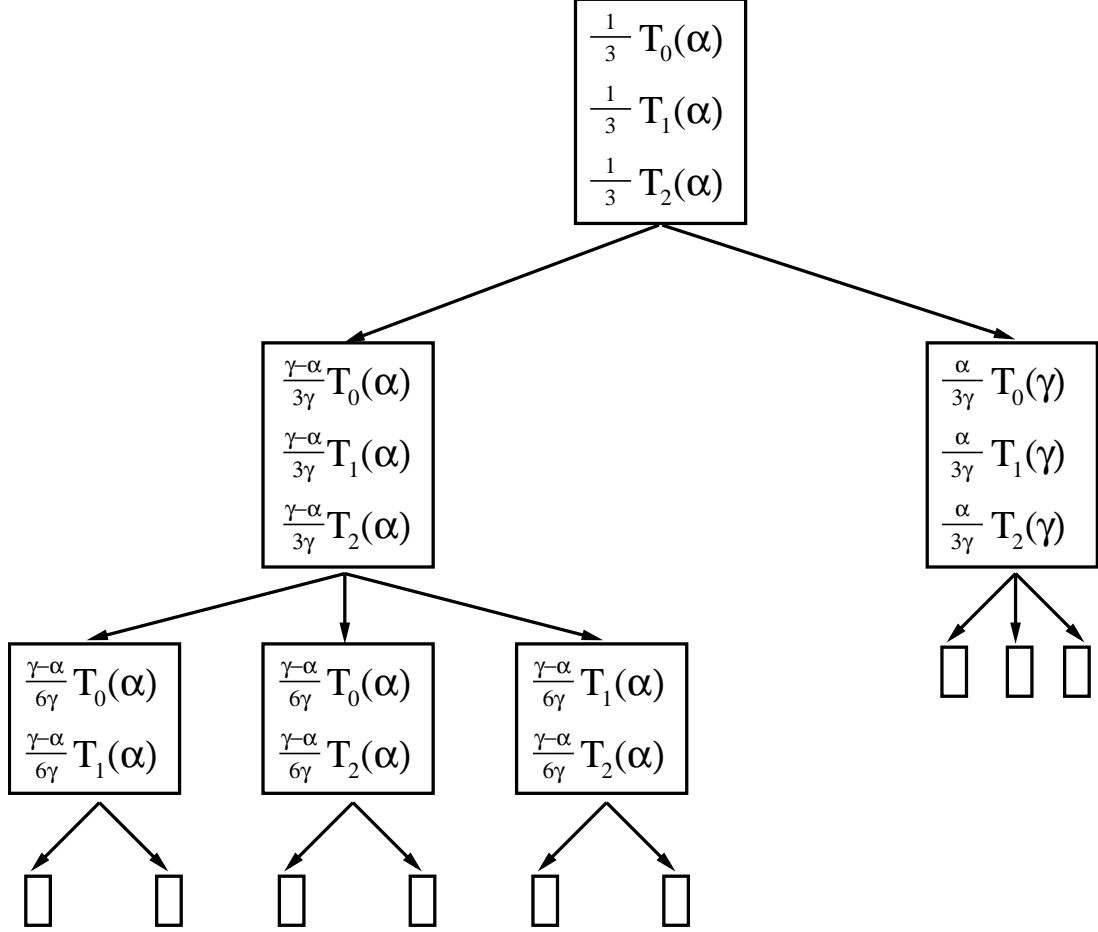 1/3 T₀(α)
1/3 T₁(α)
1/3 T₂(α)
γ–α/3γ T₀(α)
γ–α/3γ T₁(α)
γ–α/3γ T₂(α)
α/3γ T₀(γ)
α/3γ T₁(γ)
α/3γ T₂(γ)
γ–α/6γ T₀(α)
γ–α/6γ T₁(α)
γ–α/6γ T₀(α)
γ–α/6γ T₂(α)
γ–α/6γ T₁(α)
γ–α/6γ T₂(α)